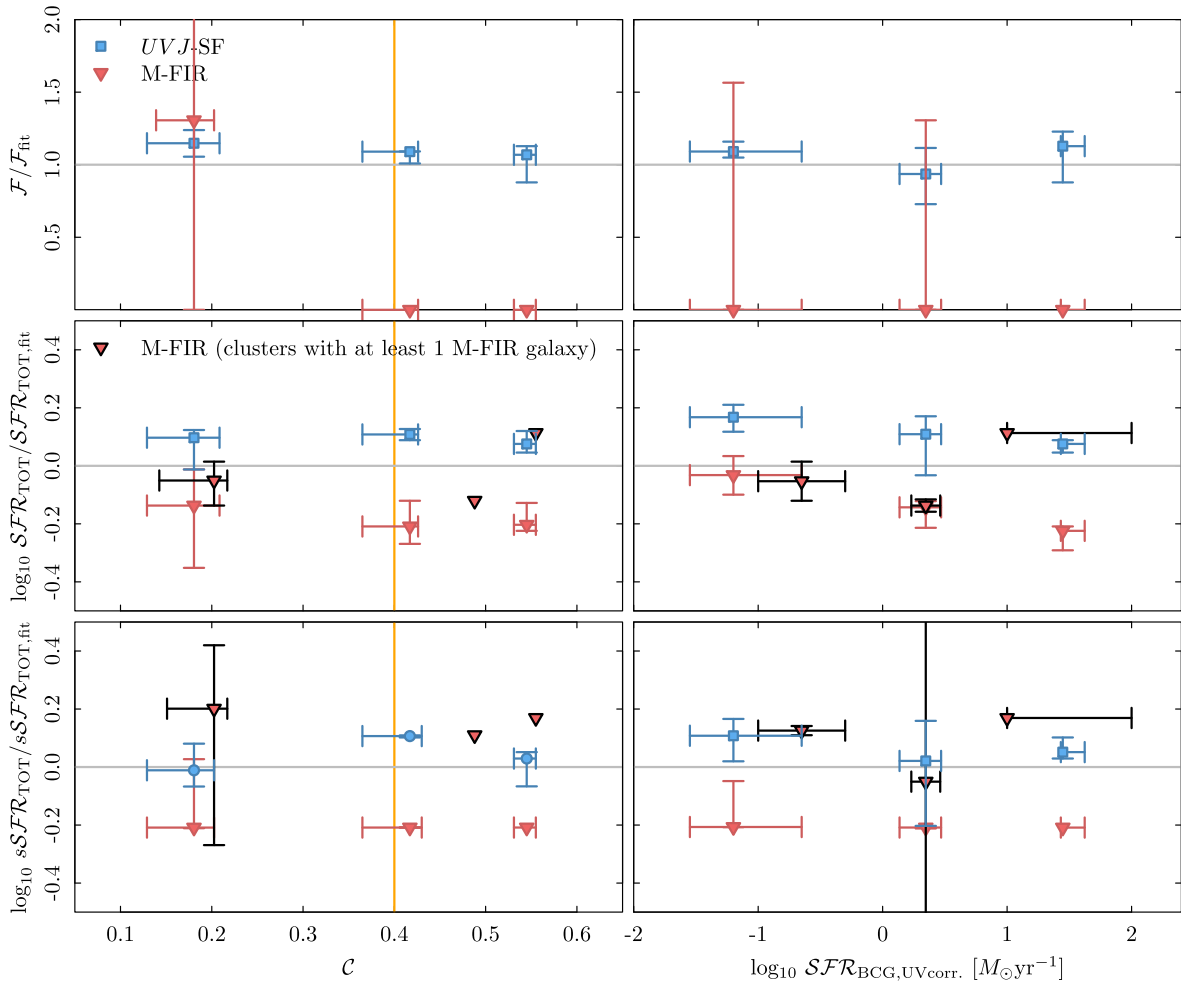 2.0
1.5
1.0
0.5
F/F_fit
UVJ-SF
M-FIR
0.4
0.2
0.0
-0.2
-0.4
log10 SFR_TOT/SFR_TOT,fit
M-FIR (clusters with at least 1 M-FIR galaxy)
0.4
0.2
0.0
-0.2
-0.4
log10 sSFR_TOT/sSFR_TOT,fit
0.1 0.2 0.3 0.4 0.5 0.6
C
-2 -1 0 1 2
log10 SFR_BCG,UVcorr. [M⊙yr−1]